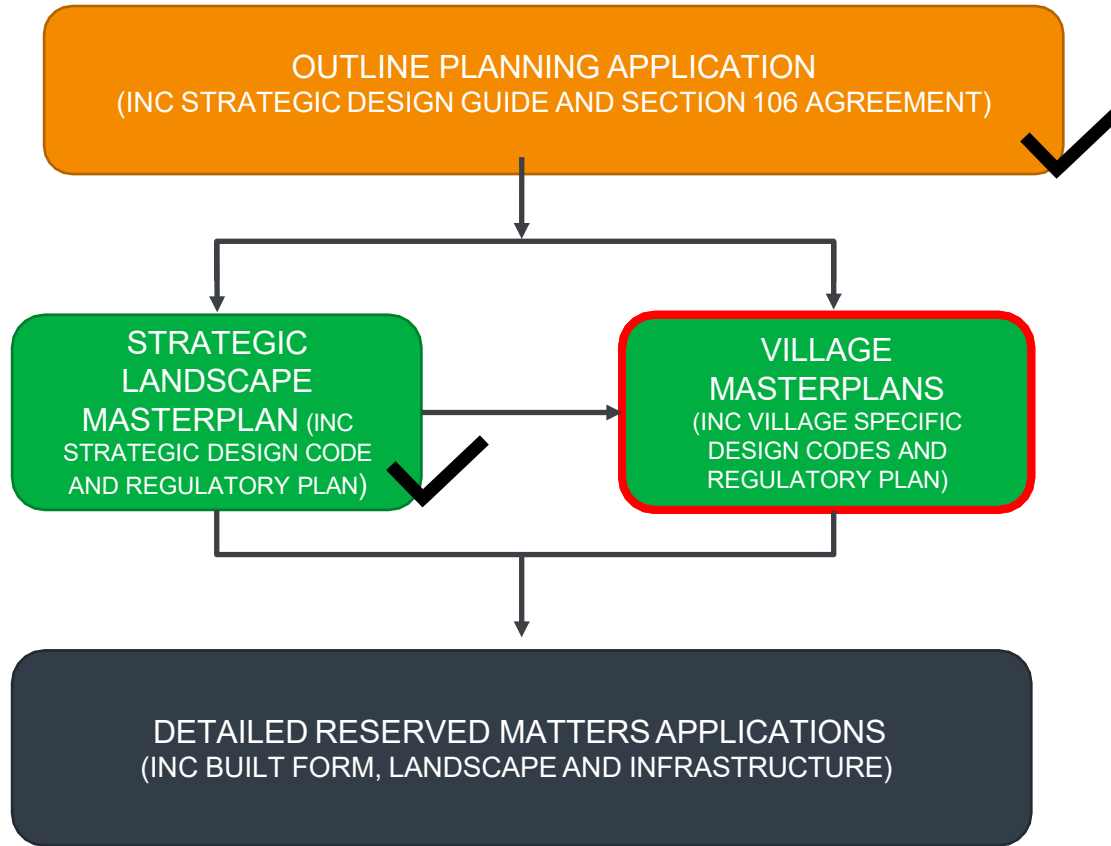 OUTLINE PLANNING APPLICATION
(INC STRATEGIC DESIGN GUIDE AND SECTION 106 AGREEMENT)
STRATEGIC
LANDSCAPE
MASTERPLAN (INC
STRATEGIC DESIGN CODE
AND REGULATORY PLAN)
VILLAGE
MASTERPLANS
(INC VILLAGE SPECIFIC
DESIGN CODES AND
REGULATORY PLAN)
DETAILED RESERVED MATTERS APPLICATIONS
(INC BUILT FORM, LANDSCAPE AND INFRASTRUCTURE)